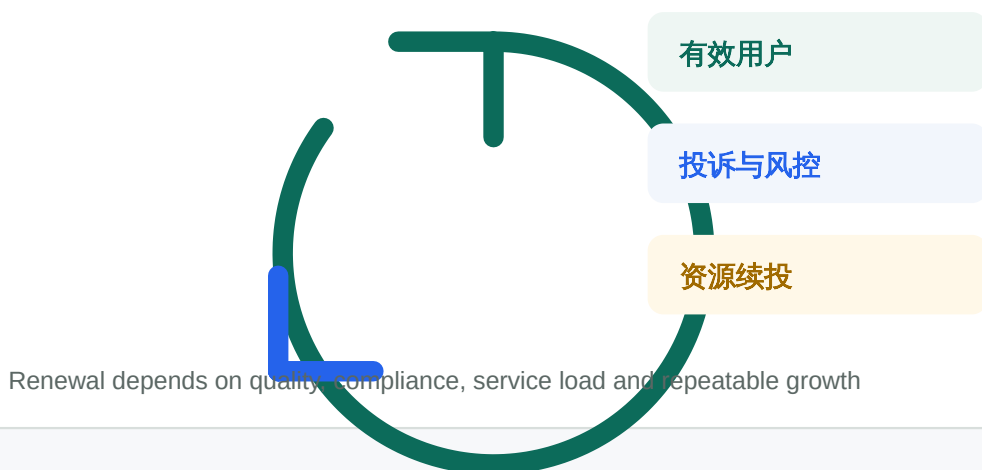 有效用户
投诉与风控
资源续投
Renewal depends on quality, compliance, service load and repeatable growth